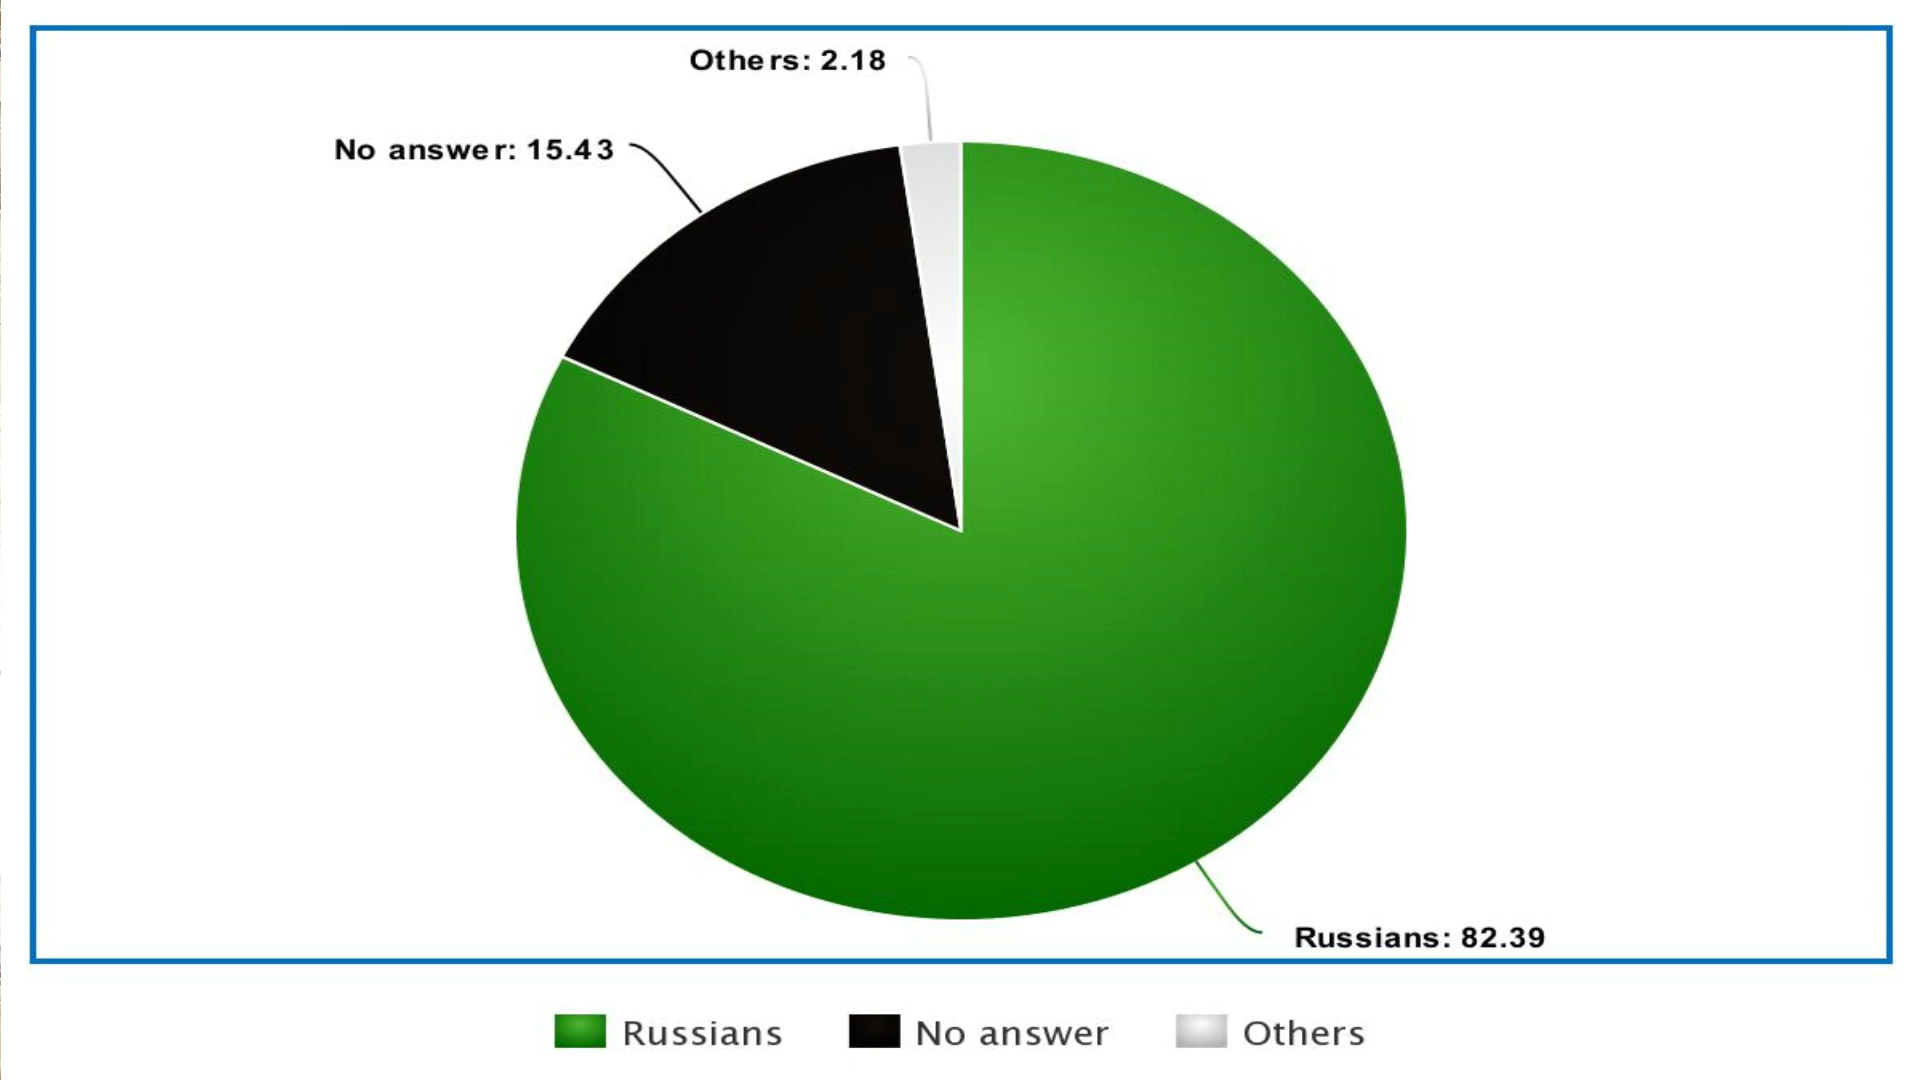 Others: 2.18
No answer: 15.43
Russians: 82.39
Russians
No answer
Others